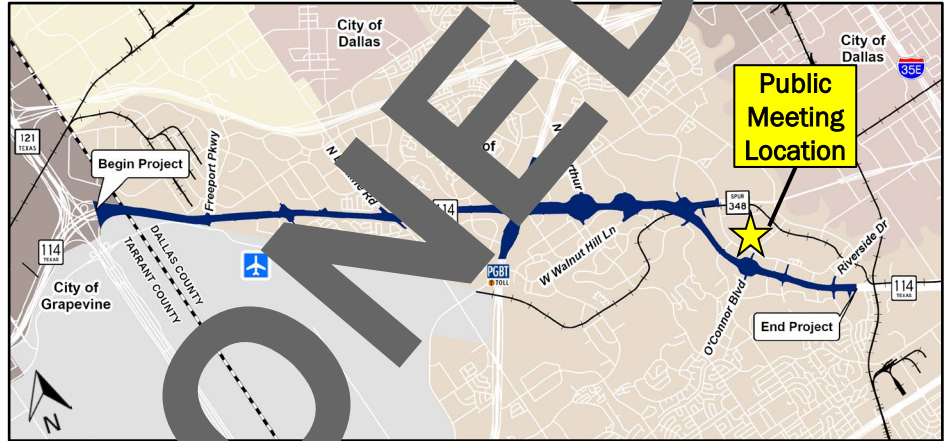 City of
Dallas
City of
Dallas
35E
Public
Meeting
Location
121
TEXAS
Begin Project
Freeport Pkwy
of
SPUR
348
114
114
TEXAS
DALLAS COUNTY
TARRANT COUNTY
City of
Grapevine
W Walnut Hill Ln
PGBT
TOLL
O'Connor Blvd
Riverside Dr
114
TEXAS
End Project
N
ONED